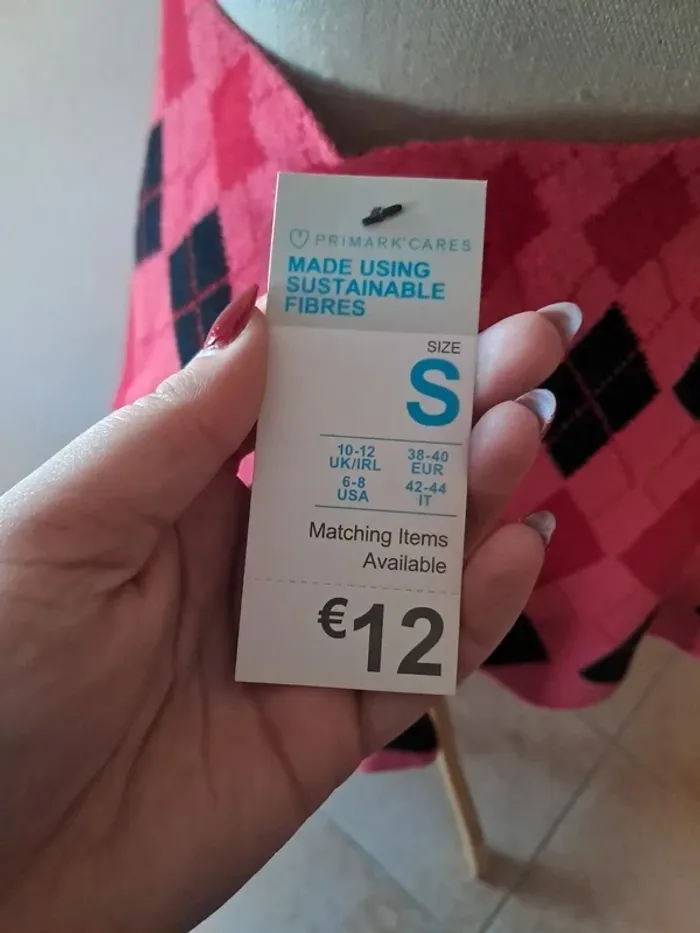 PRIMARK® CARES
MADE USING
SUSTAINABLE
FIBRES
SIZE
S
10-12
UK/IRL
38-40
EUR
6-8
USA
42-44
IT
Matching Items
Available
€12